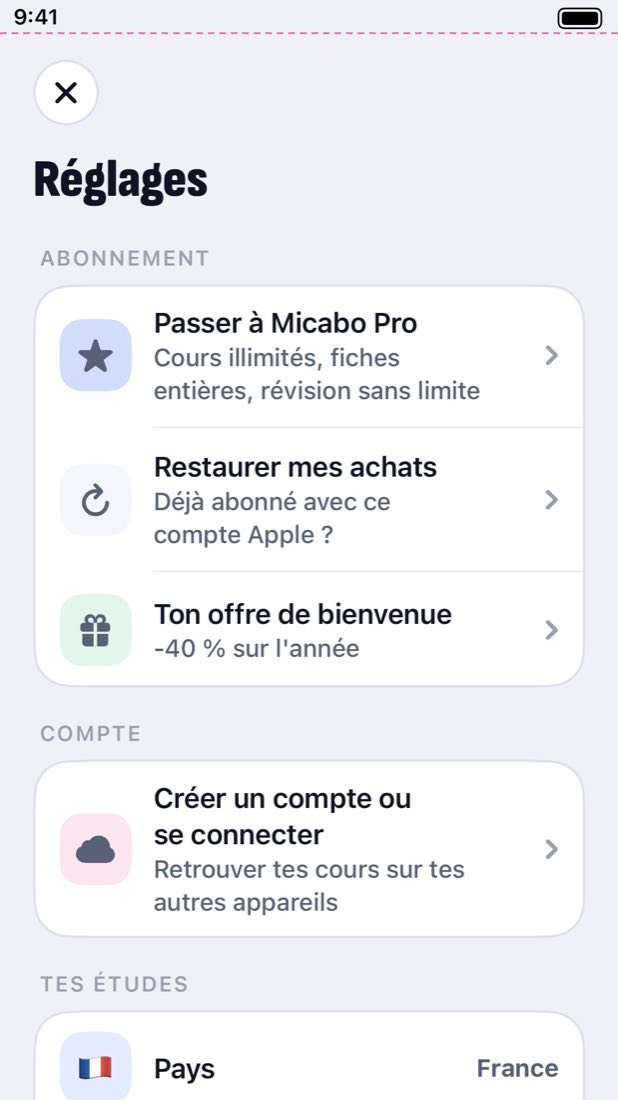 9:41
Réglages
ABONNEMENT
Passer à Micabo Pro
Cours illimités, fiches
entières, révision sans limite
Restaurer mes achats
Déjà abonné avec ce
compte Apple ?
Ton offre de bienvenue
-40 % sur l'année
COMPTE
Créer un compte ou
se connecter
Retrouver tes cours sur tes
autres appareils
TES ÉTUDES
Pays
France